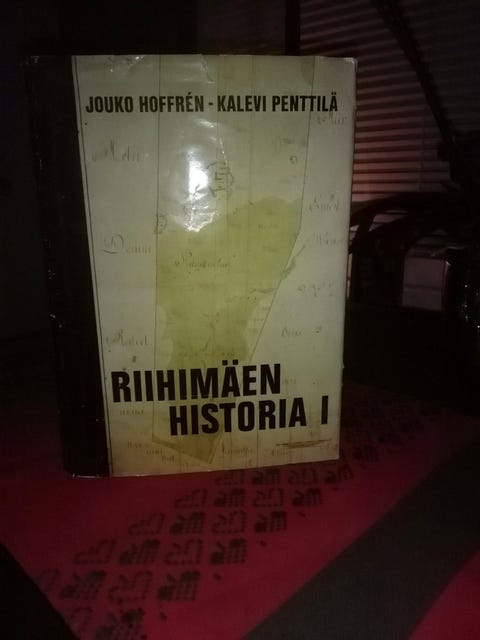 JOUKO HOFFRÉN - KALEVI PENTTILÄ
RIIHIMÄEN
HISTORIA I